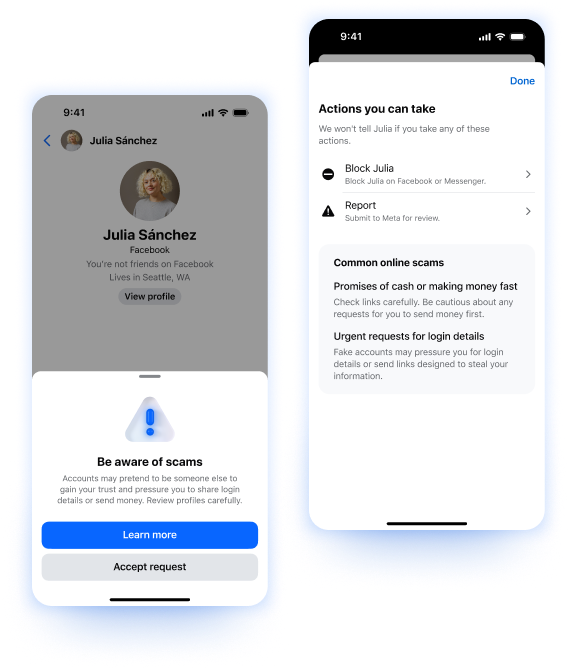 9:41
Julia Sánchez
Julia Sánchez
Facebook
You're not friends on Facebook
Lives in Seattle, WA
View profile
Be aware of scams
Accounts may pretend to be someone else to
gain your trust and pressure you to share login
details or send money. Review profiles carefully.
Learn more
Accept request
9:41
Done
Actions you can take
We won't tell Julia if you take any of these
actions.
Block Julia
Block Julia on Facebook or Messenger.
Report
Submit to Meta for review.
Common online scams
Promises of cash or making money fast
Check links carefully. Be cautious about any
requests for you to send money first.
Urgent requests for login details
Fake accounts may pressure you for login
details or send links designed to steal your
information.